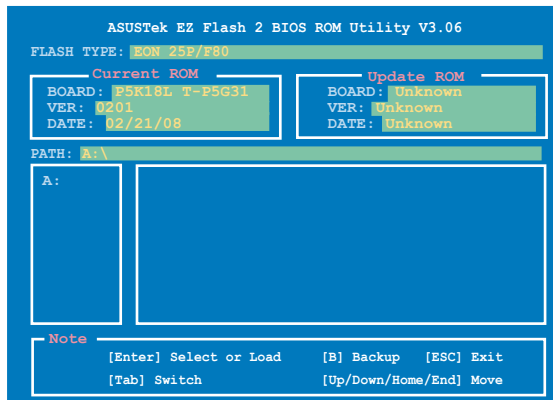 ASUSTek EZ Flash 2 BIOS ROM Utility V3.06
FLASH TYPE: EON 25P/F80
Current ROM
BOARD: P5K18L T-P5G31
VER: 0201
DATE: 02/21/08
Update ROM
BOARD: Unknown
VER: Unknown
DATE: Unknown
PATH: A:\
A:
Note
[Enter] Select or Load [B] Backup [ESC] Exit
[Tab] Switch [Up/Down/Home/End] Move